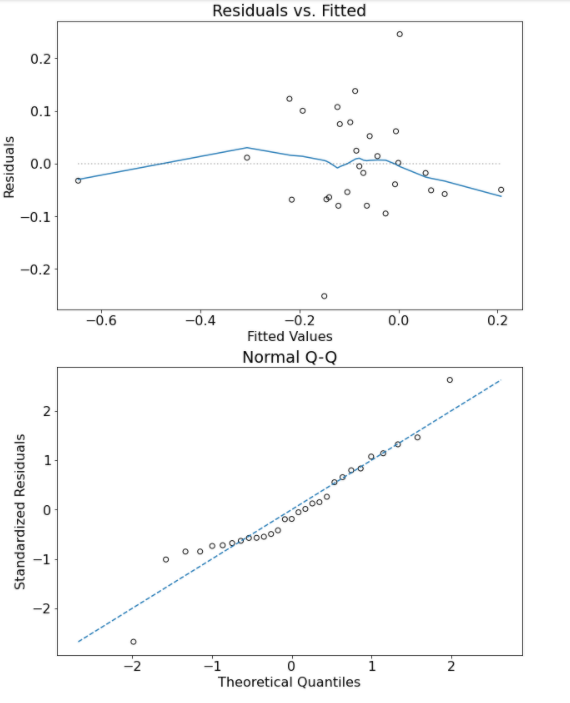 Residuals vs. Fitted
0.2
0.1
0.0
−0.1
−0.2
Residuals
−0.6 −0.4 −0.2 0.0 0.2
Fitted Values
Normal Q-Q
2
1
0
−1
−2
Standardized Residuals
−2 −1 0 1 2
Theoretical Quantiles